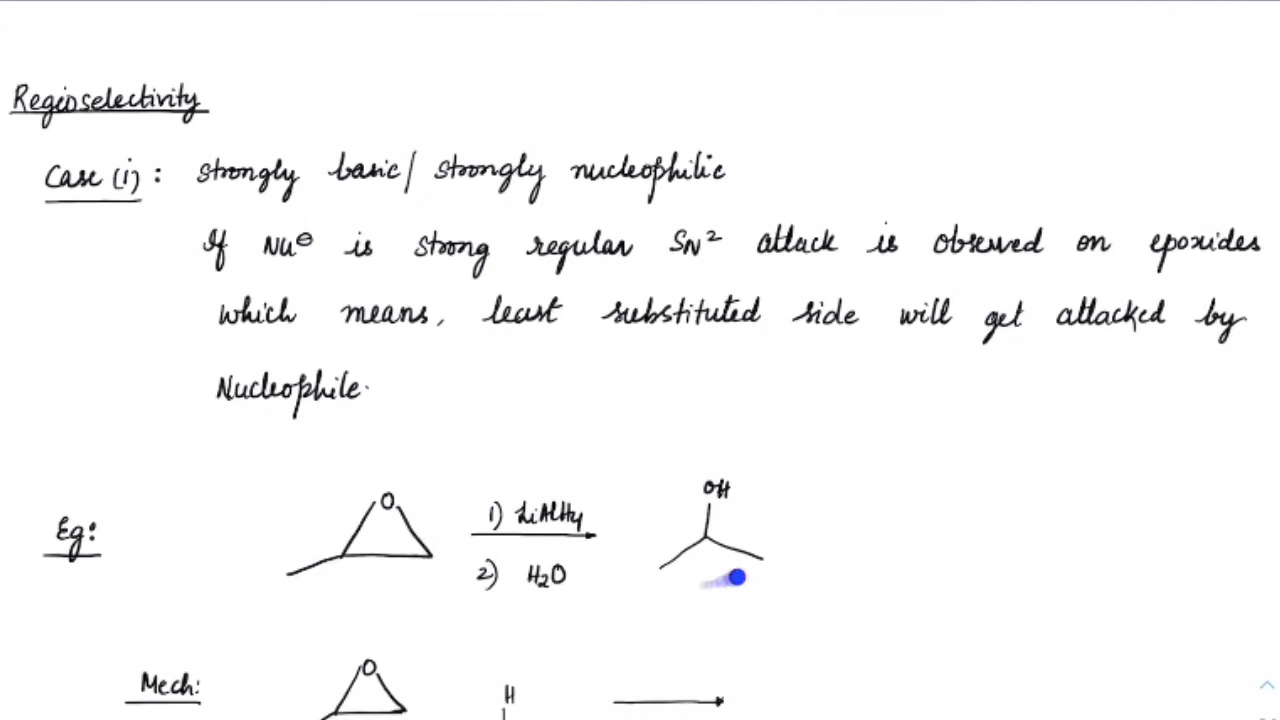 Regioselectivity
Case (i) : strongly basic/ strongly nucleophilic
If Nu⊖ is strong regular SN² attack is observed on epoxides
which means, least substituted side will get attacked by
Nucleophile.
OH
O
1) LiAlH4
Eg:
2) H2O
O
Mech:
H